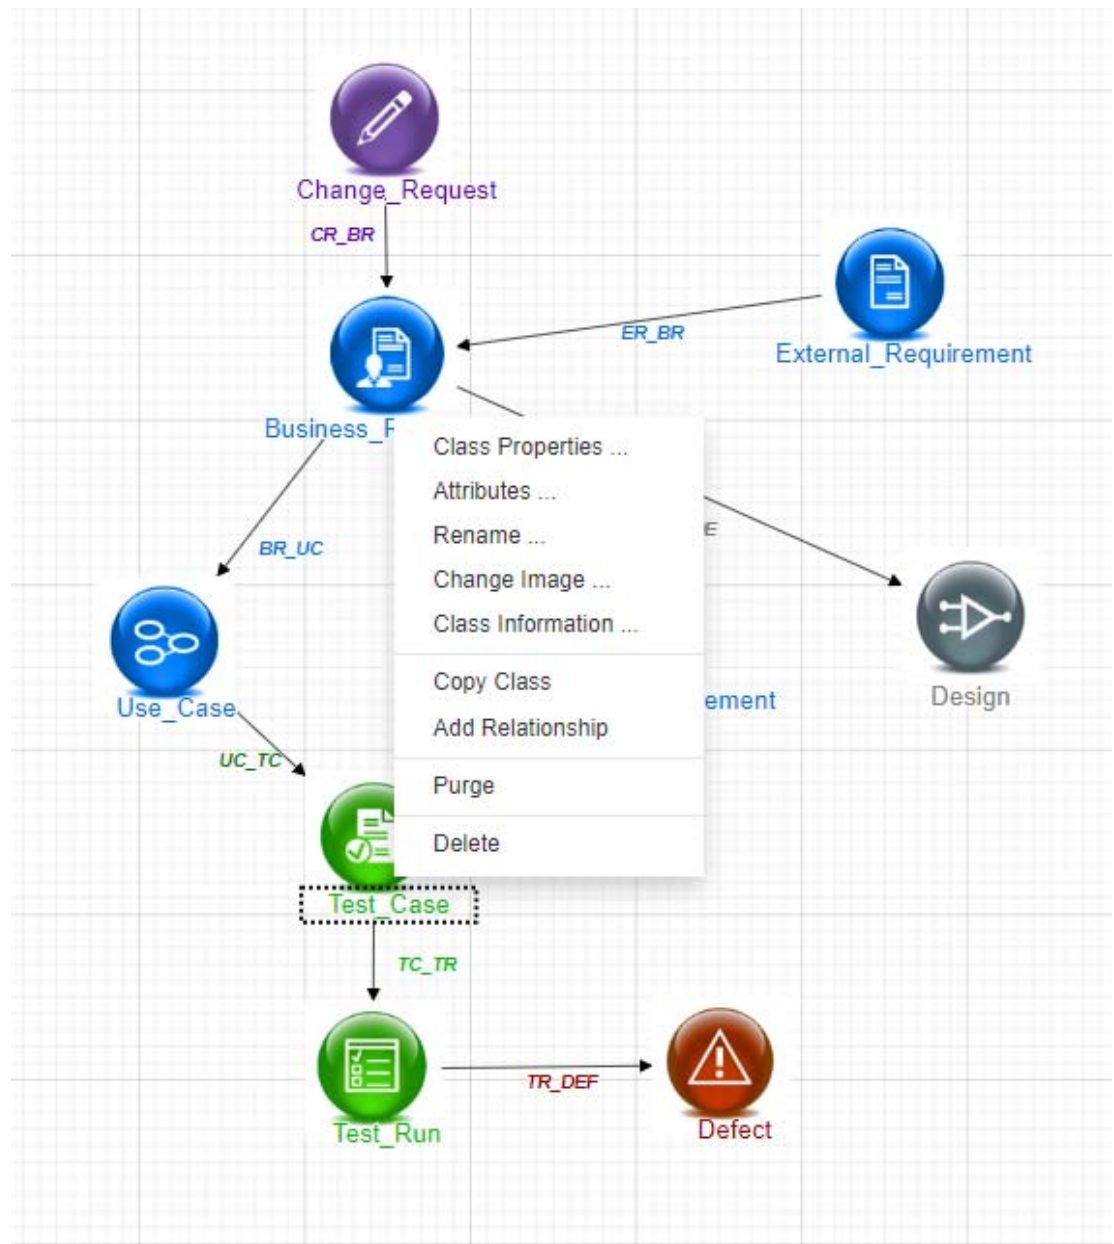 Change_Request
CR_BR
ER_BR
External_Requirement
Business_
Class Properties ...
Attributes ...
Rename ...
Change Image ...
Class Information ...
Copy Class
Add Relationship
Purge
Delete
E
BR_UC
ement
Design
Use_Case
UC_TC
Test_Case
TC_TR
Test_Run
TR_DEF
Defect